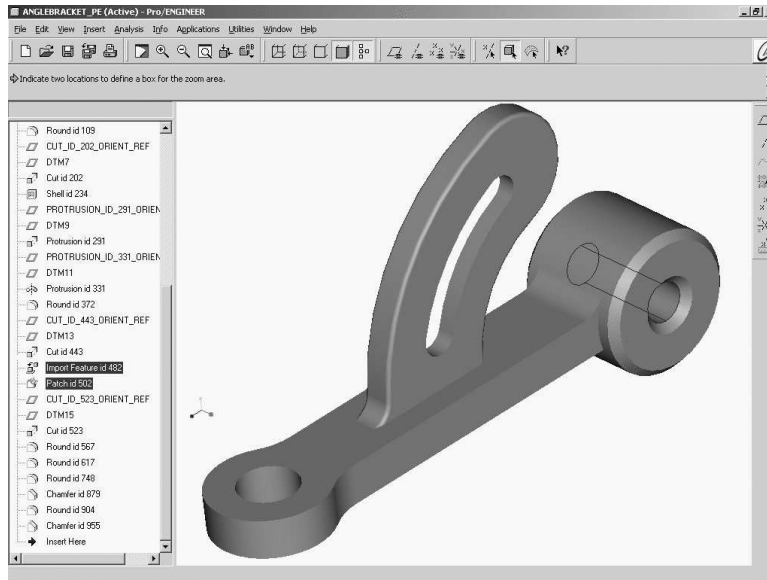 ANGLEBRACKET_PE (Active) - Pro/ENGINEER
File Edit View Insert Analysis Info Applications Utilities Window Help
Indicate two locations to define a box for the zoom area.
Round id 109
CUT_ID_202_ORIENT_REF
DTM7
Cut id 202
Shell id 234
PROTRUSION_ID_291_ORIEN
DTM9
Protrusion id 291
PROTRUSION_ID_331_ORIEN
DTM11
Protrusion id 331
Round id 372
CUT_ID_443_ORIENT_REF
DTM13
Cut id 443
Import Feature id 482
Patch id 502
CUT_ID_523_ORIENT_REF
DTM15
Cut id 523
Round id 567
Round id 617
Round id 748
Chamfer id 879
Round id 904
Chamfer id 955
Insert Here